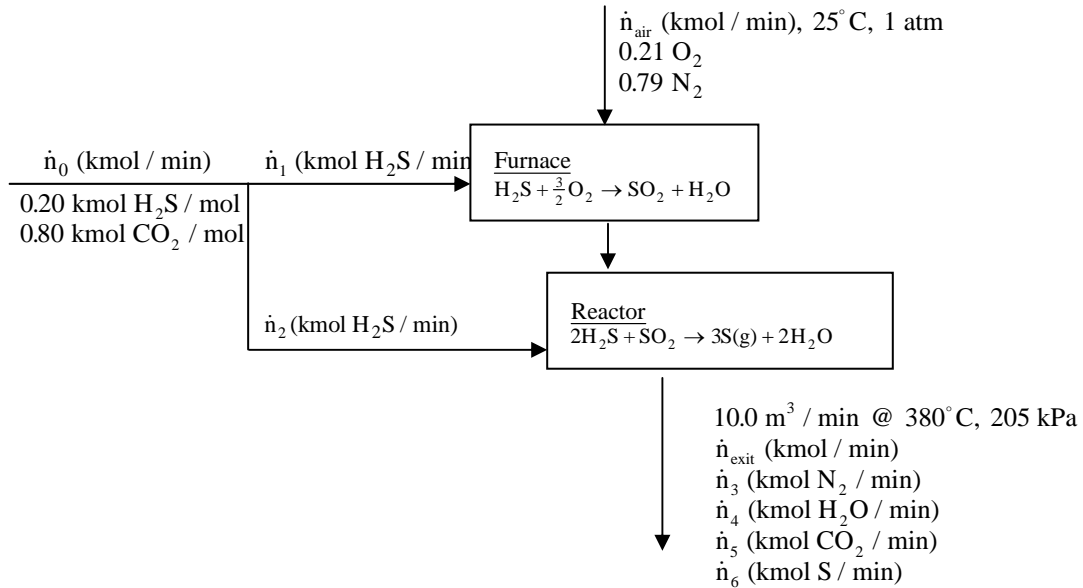 ṅ_air (kmol / min), 25°C, 1 atm
0.21 O₂
0.79 N₂
ṅ₀ (kmol / min)
ṅ₁ (kmol H₂S / min
0.20 kmol H₂S / mol
0.80 kmol CO₂ / mol
Furnace
H₂S + 3/2 O₂ → SO₂ + H₂O
ṅ₂ (kmol H₂S / min)
Reactor
2H₂S + SO₂ → 3S(g) + 2H₂O
10.0 m³ / min @ 380°C, 205 kPa
ṅ_exit (kmol / min)
ṅ₃ (kmol N₂ / min)
ṅ₄ (kmol H₂O / min)
ṅ₅ (kmol CO₂ / min)
ṅ₆ (kmol S / min)